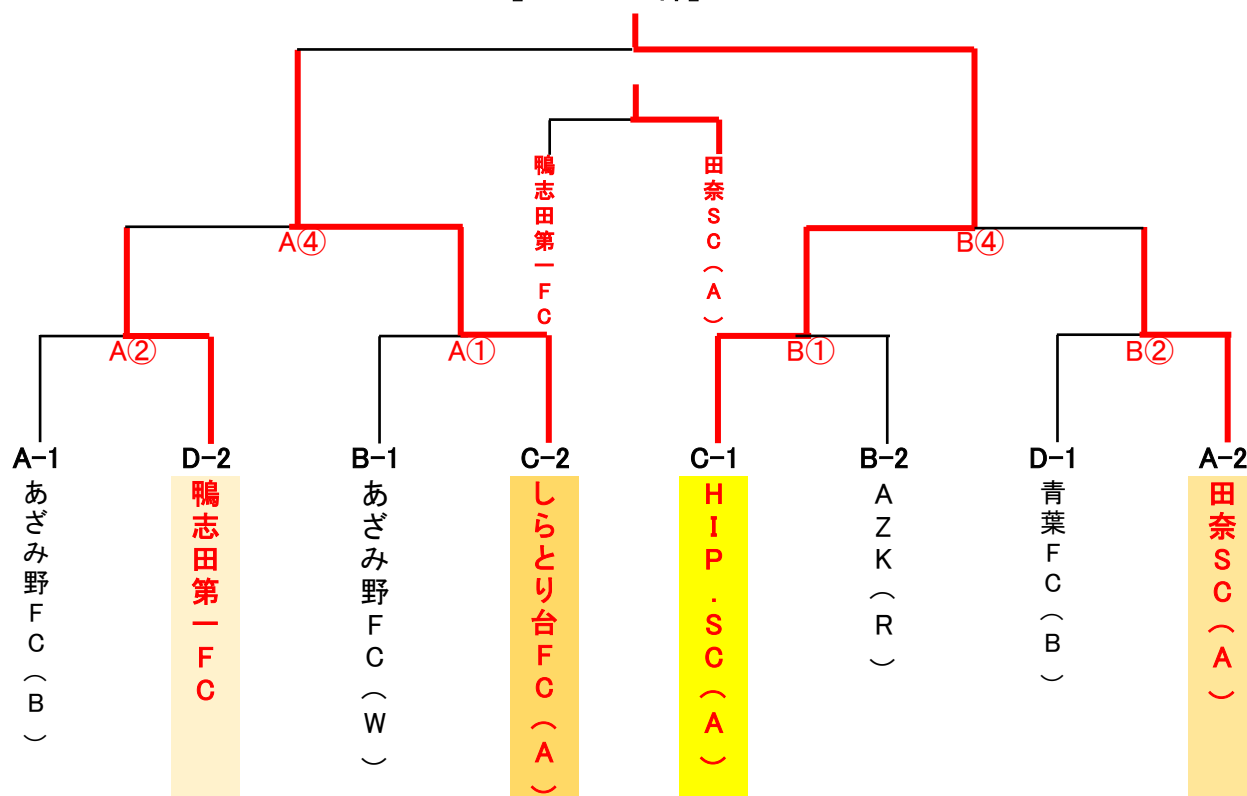 鴨志田第一FC
田奈SC(A)
A④
B④
A②
A①
B①
B②
A-1
D-2
B-1
C-2
C-1
B-2
D-1
A-2
あざみ野FC(B)
鴨志田第一FC
あざみ野FC(W)
しらとり台FC(A)
HIP.SC(A)
AZK(R)
青葉FC(B)
田奈SC(A)